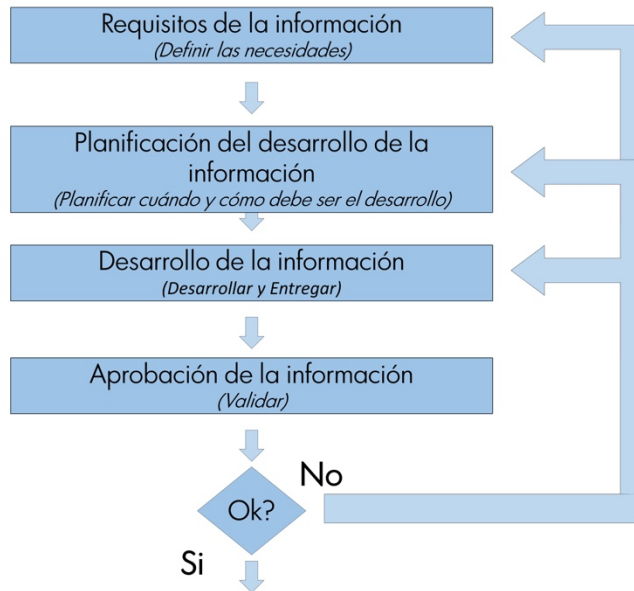 Requisitos de la información
(Definir las necesidades)
Planificación del desarrollo de la
información
(Planificar cuándo y cómo debe ser el desarrollo)
Desarrollo de la información
(Desarrollar y Entregar)
Aprobación de la información
(Validar)
No
Ok?
Si